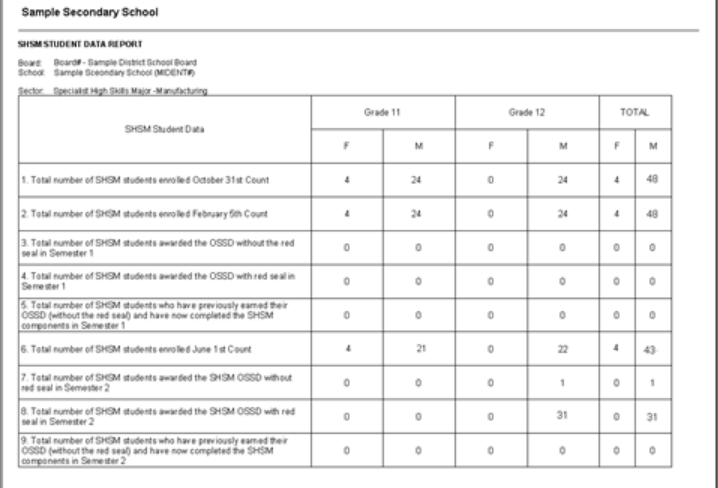 Sample Secondary School
SHSM STUDENT DATA REPORT
Board: Board# - Sample District School Board
School: Sample Sceondary School (MIDENT#)
Sector: Specialist High Skills Major -Manufacturing
SHSM Student Data Grade 11 Grade 12 TOTAL
F M F M F M
1. Total number of SHSM students enrolled October 31st Count 4 24 0 24 4 48
2. Total number of SHSM students enrolled February 5th Count 4 24 0 24 4 48
3. Total number of SHSM students awarded the OSSD without the red
seal in Semester 1 0 0 0 0 0 0
4. Total number of SHSM students awarded the OSSD with red seal in
Semester 1 0 0 0 0 0 0
5. Total number of SHSM students who have previously earned their
OSSD (without the red seal) and have now completed the SHSM
components in Semester 1 0 0 0 0 0 0
6. Total number of SHSM students enrolled June 1st Count 4 21 0 22 4 43
7. Total number of SHSM students awarded the SHSM OSSD without
red seal in Semester 2 0 0 0 1 0 1
8. Total number of SHSM students awarded the SHSM OSSD with red
seal in Semester 2 0 0 0 31 0 31
9. Total number of SHSM students who have previously earned their
OSSD (without the red seal) and have now completed the SHSM
components in Semester 2 0 0 0 0 0 0